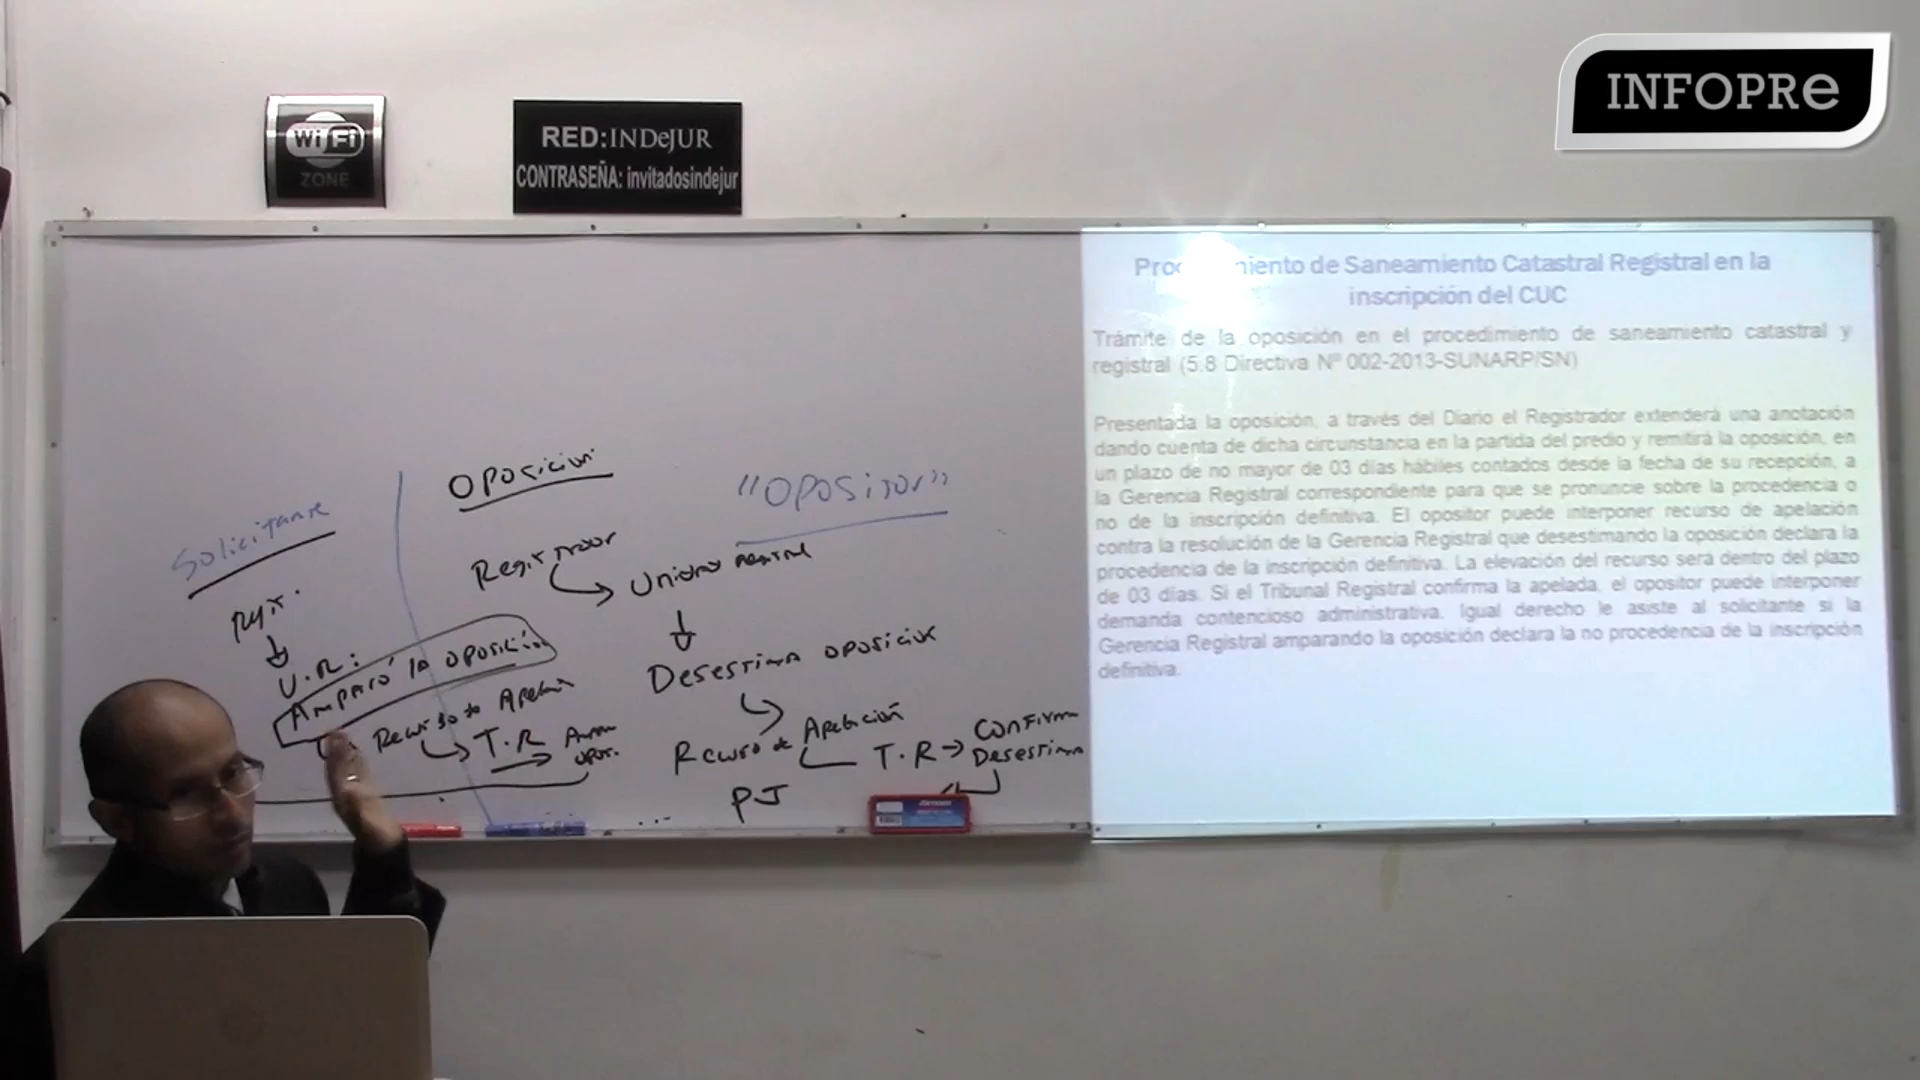 INFOPRe
WiFi
ZONE
RED:INDeJUR
CONTRASEÑA: invitadosindejur
Oposición
Solicitante
"Opositor"
Registrador
Unidad Registral
U.R:
Amparó la oposición
Desestima oposición
Recurso de Apelación
T.R
Recurso de Apelación
T.R
Confirma
Desestima
PJ
...
iento de Saneamiento Catastral Registral en la
inscripción del CUC
Trámite de la oposición en el procedimiento de saneamiento catastral y
registral (5.8 Directiva Nº 002-2013-SUNARP/SN)
Presentada la oposición, a través del Diario el Registrador extenderá una anotación
dando cuenta de dicha circunstancia en la partida del predio y remitirá la oposición, en
un plazo de no mayor de 03 días hábiles contados desde la fecha de su recepción, a
la Gerencia Registral correspondiente para que se pronuncie sobre la procedencia o
no de la inscripción definitiva. El opositor puede interponer recurso de apelación
contra la resolución de la Gerencia Registral que desestimando la oposición declara la
procedencia de la inscripción definitiva. La elevación del recurso será dentro del plazo
de 03 días. Si el Tribunal Registral confirma la apelada, el opositor puede interponer
demanda contencioso administrativa. Igual derecho le asiste al solicitante si la
Gerencia Registral amparando la oposición declara la no procedencia de la inscripción
definitiva.